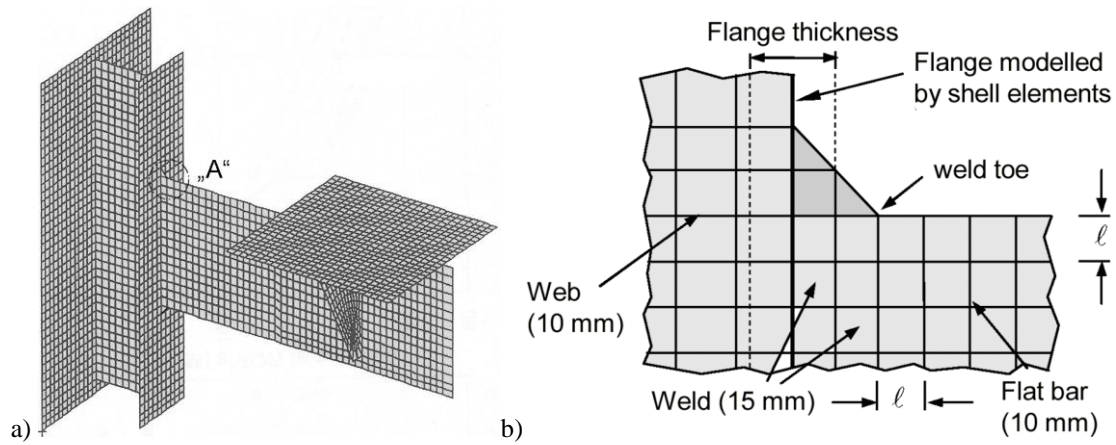 „A“
a)
b)
Flange thickness
Flange modelled
by shell elements
weld toe
ℓ
Web
(10 mm)
Weld (15 mm)
ℓ
Flat bar
(10 mm)